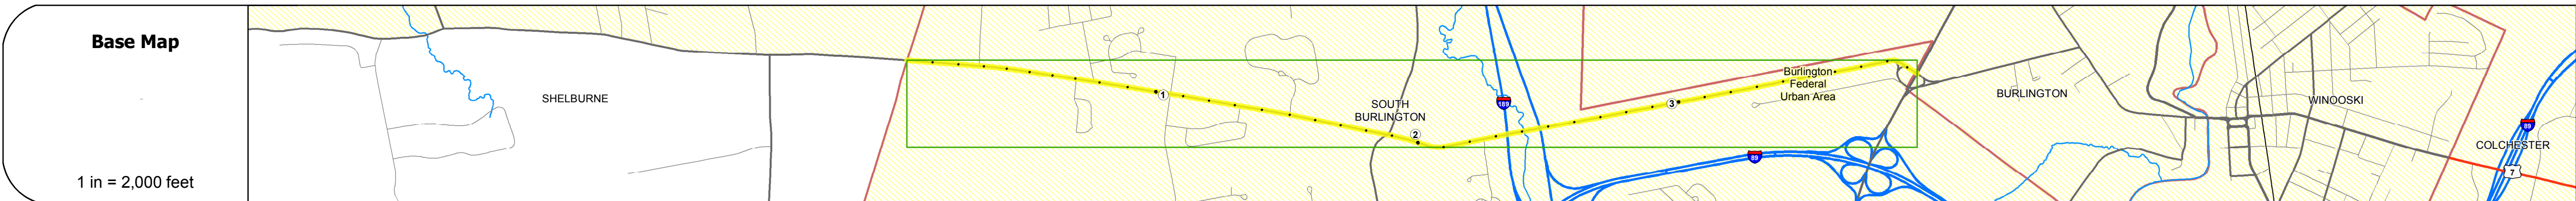 Base Map
1 in = 2,000 feet
SHELBURNE
1
SOUTH
BURLINGTON
2
189
3
Burlington
Federal
Urban Area
89
BURLINGTON
WINOOSKI
89
COLCHESTER
7